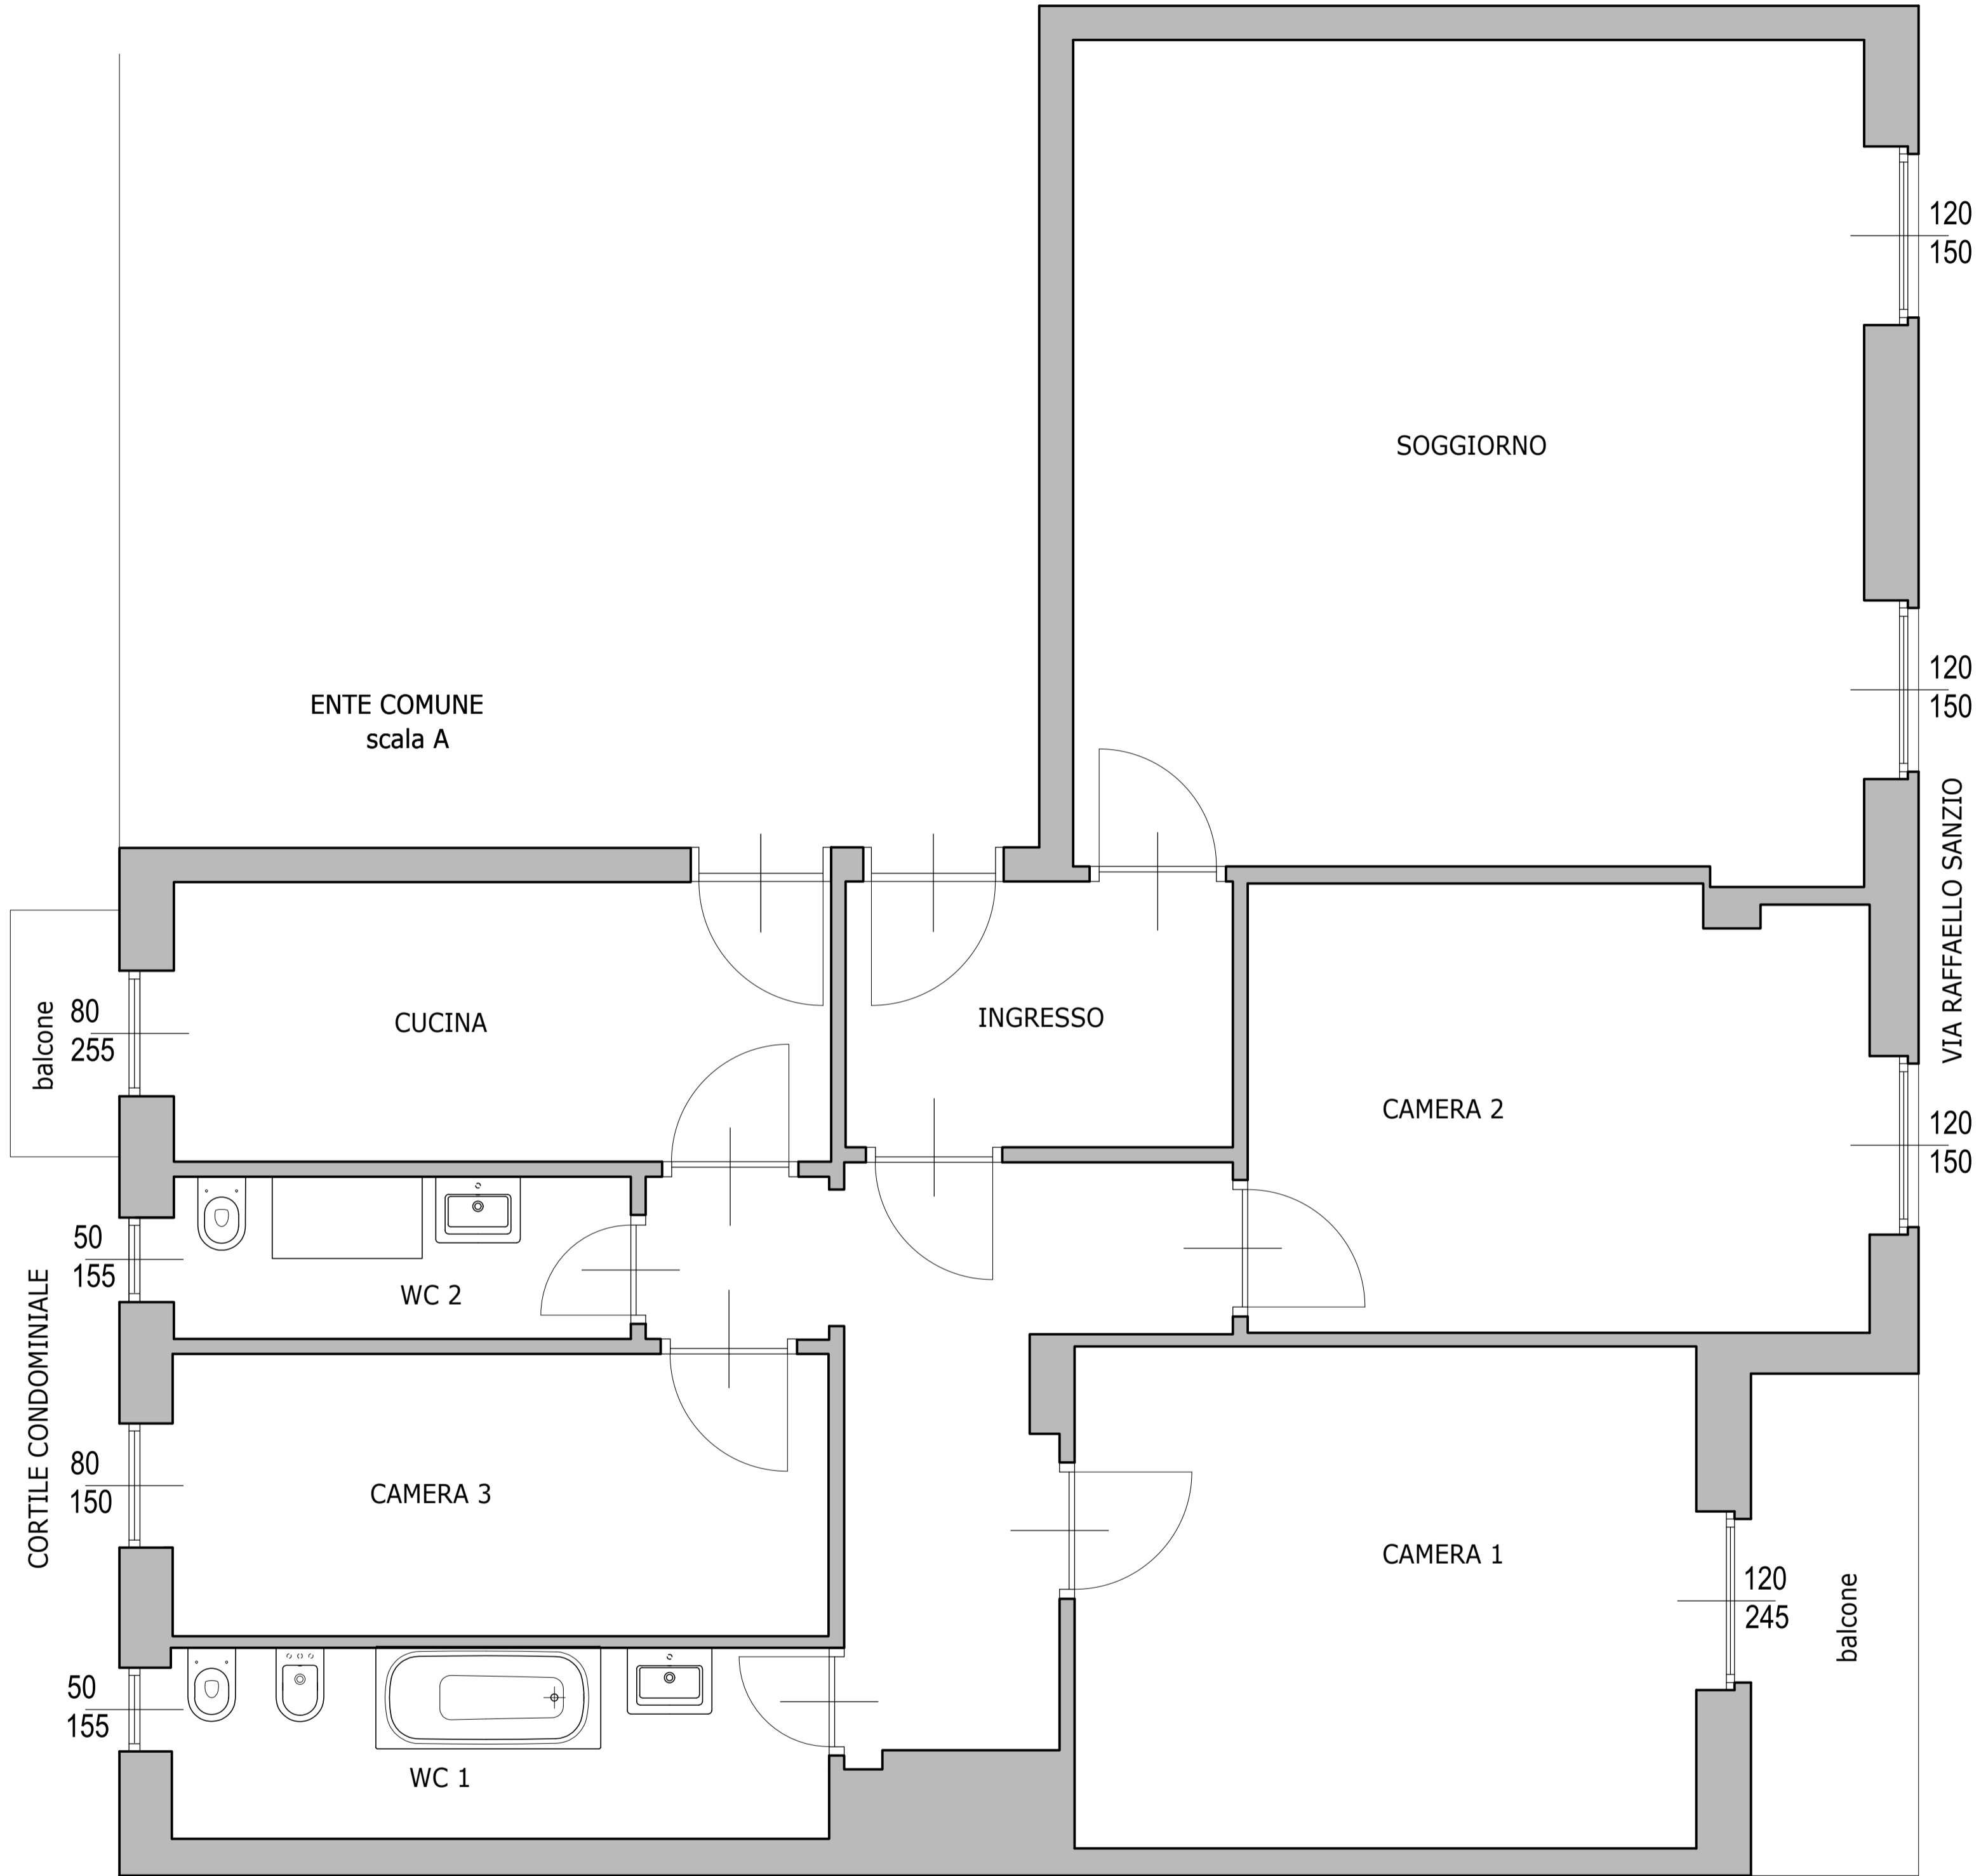 120
150
SOGGIORNO
120
150
ENTE COMUNE
scala A
VIA RAFFAELLO SANZIO
balcone
80
255
CUCINA
INGRESSO
CAMERA 2
120
150
50
155
WC 2
CORTILE CONDOMINIALE
80
150
CAMERA 3
CAMERA 1
120
245
balcone
50
155
WC 1